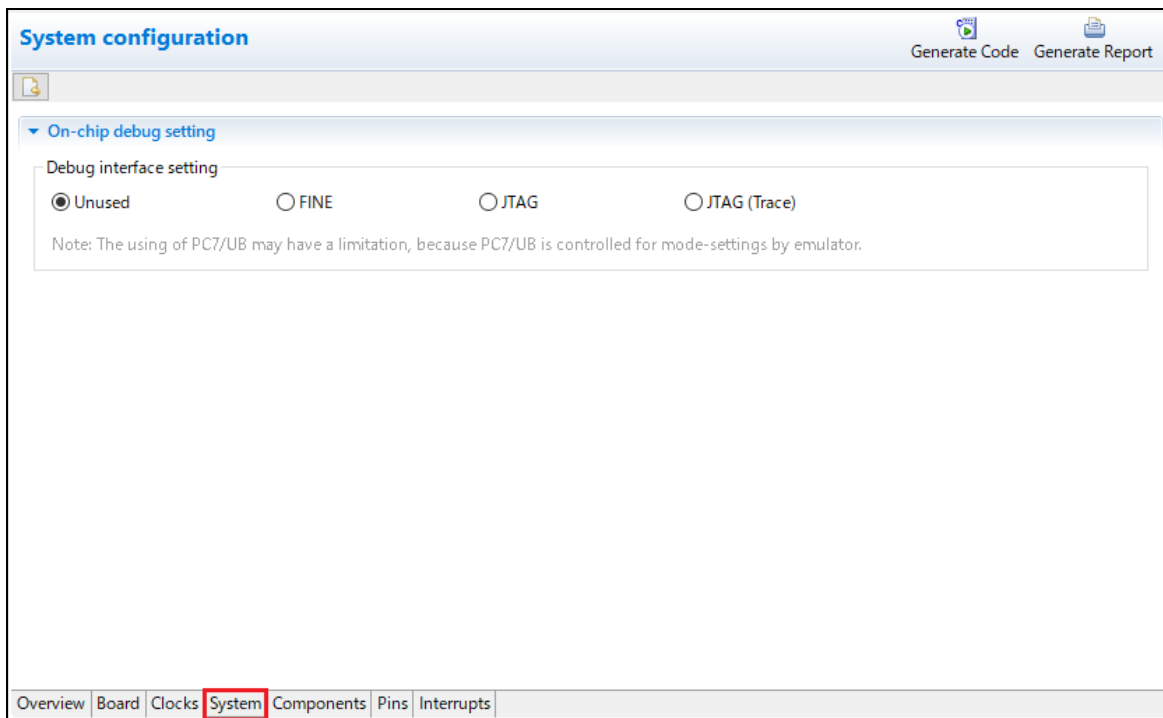 System configuration
Generate Code Generate Report
On-chip debug setting
Debug interface setting
Unused FINE JTAG JTAG (Trace)
Note: The using of PC7/UB may have a limitation, because PC7/UB is controlled for mode-settings by emulator.
Overview Board Clocks System Components Pins Interrupts